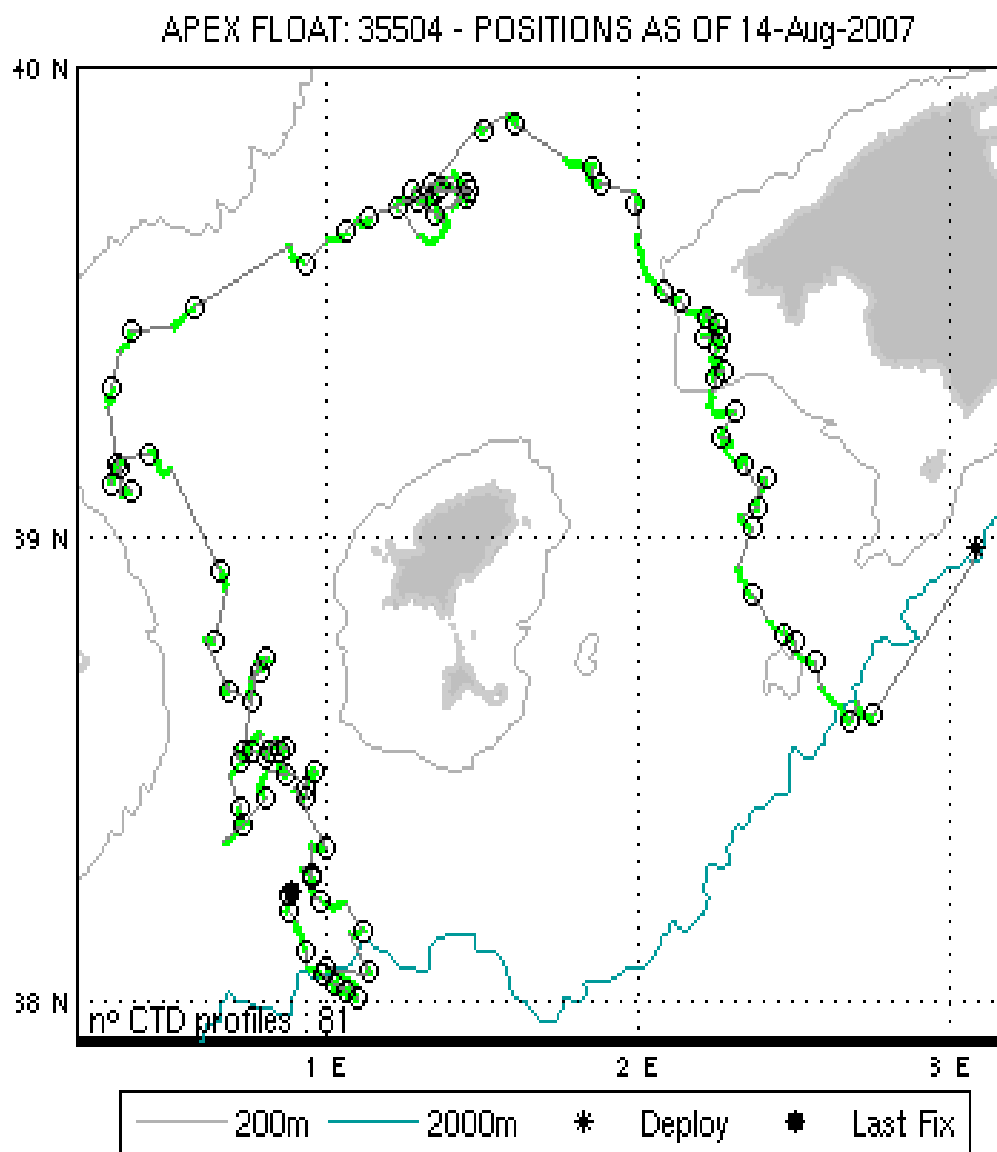 APEX FLOAT: 35504 - POSITIONS AS OF 14-Aug-2007
40 N
39 N
38 N
nº CTD profiles : 81
1 E
2 E
3 E
200m
2000m
Deploy
Last Fix